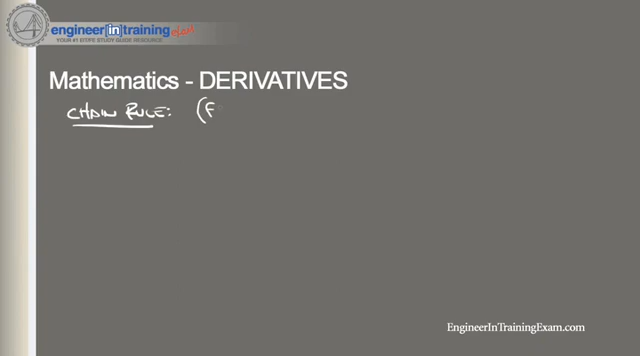 engineer[in]training exam
YOUR #1 EIT/FE STUDY GUIDE RESOURCE
Mathematics - DERIVATIVES
CHAIN RULE: (F
EngineerInTrainingExam.com